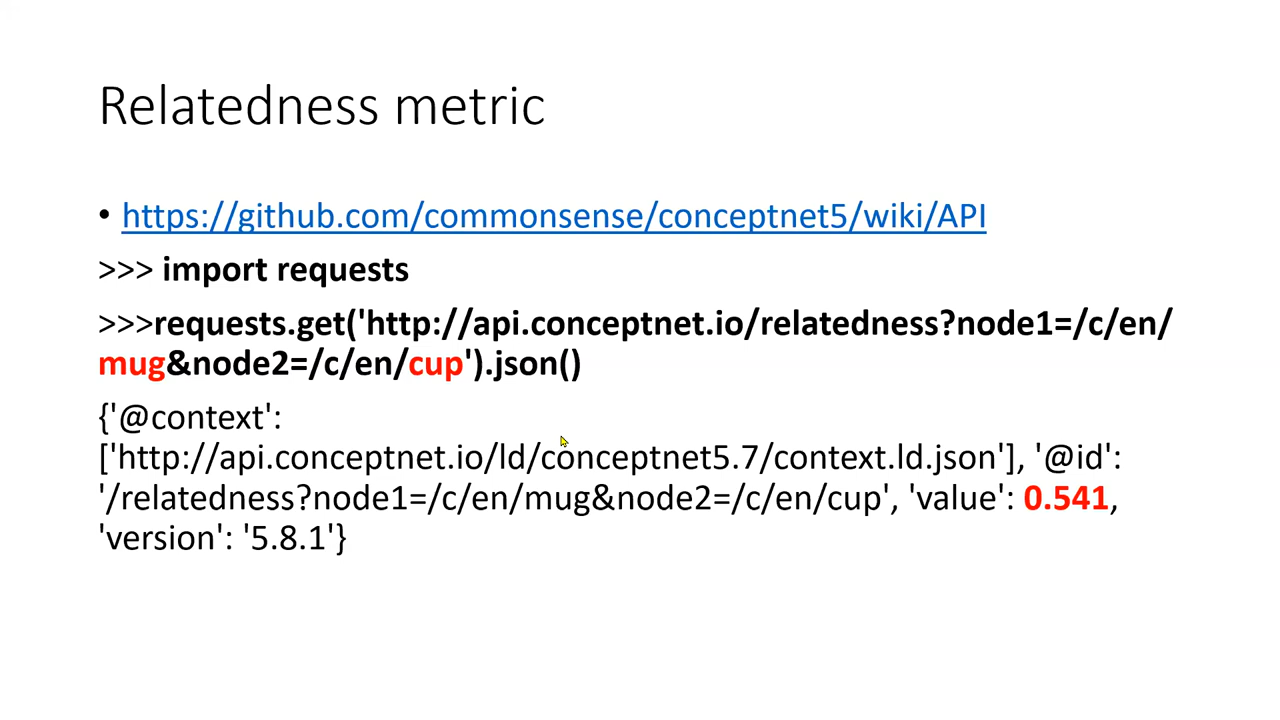 Relatedness metric
• https://github.com/commonsense/conceptnet5/wiki/API
>>> import requests
>>>requests.get('http://api.conceptnet.io/relatedness?node1=/c/en/
mug&node2=/c/en/cup').json()
{'@context':
['http://api.conceptnet.io/ld/conceptnet5.7/context.ld.json'], '@id':
'/relatedness?node1=/c/en/mug&node2=/c/en/cup', 'value': 0.541,
'version': '5.8.1'}